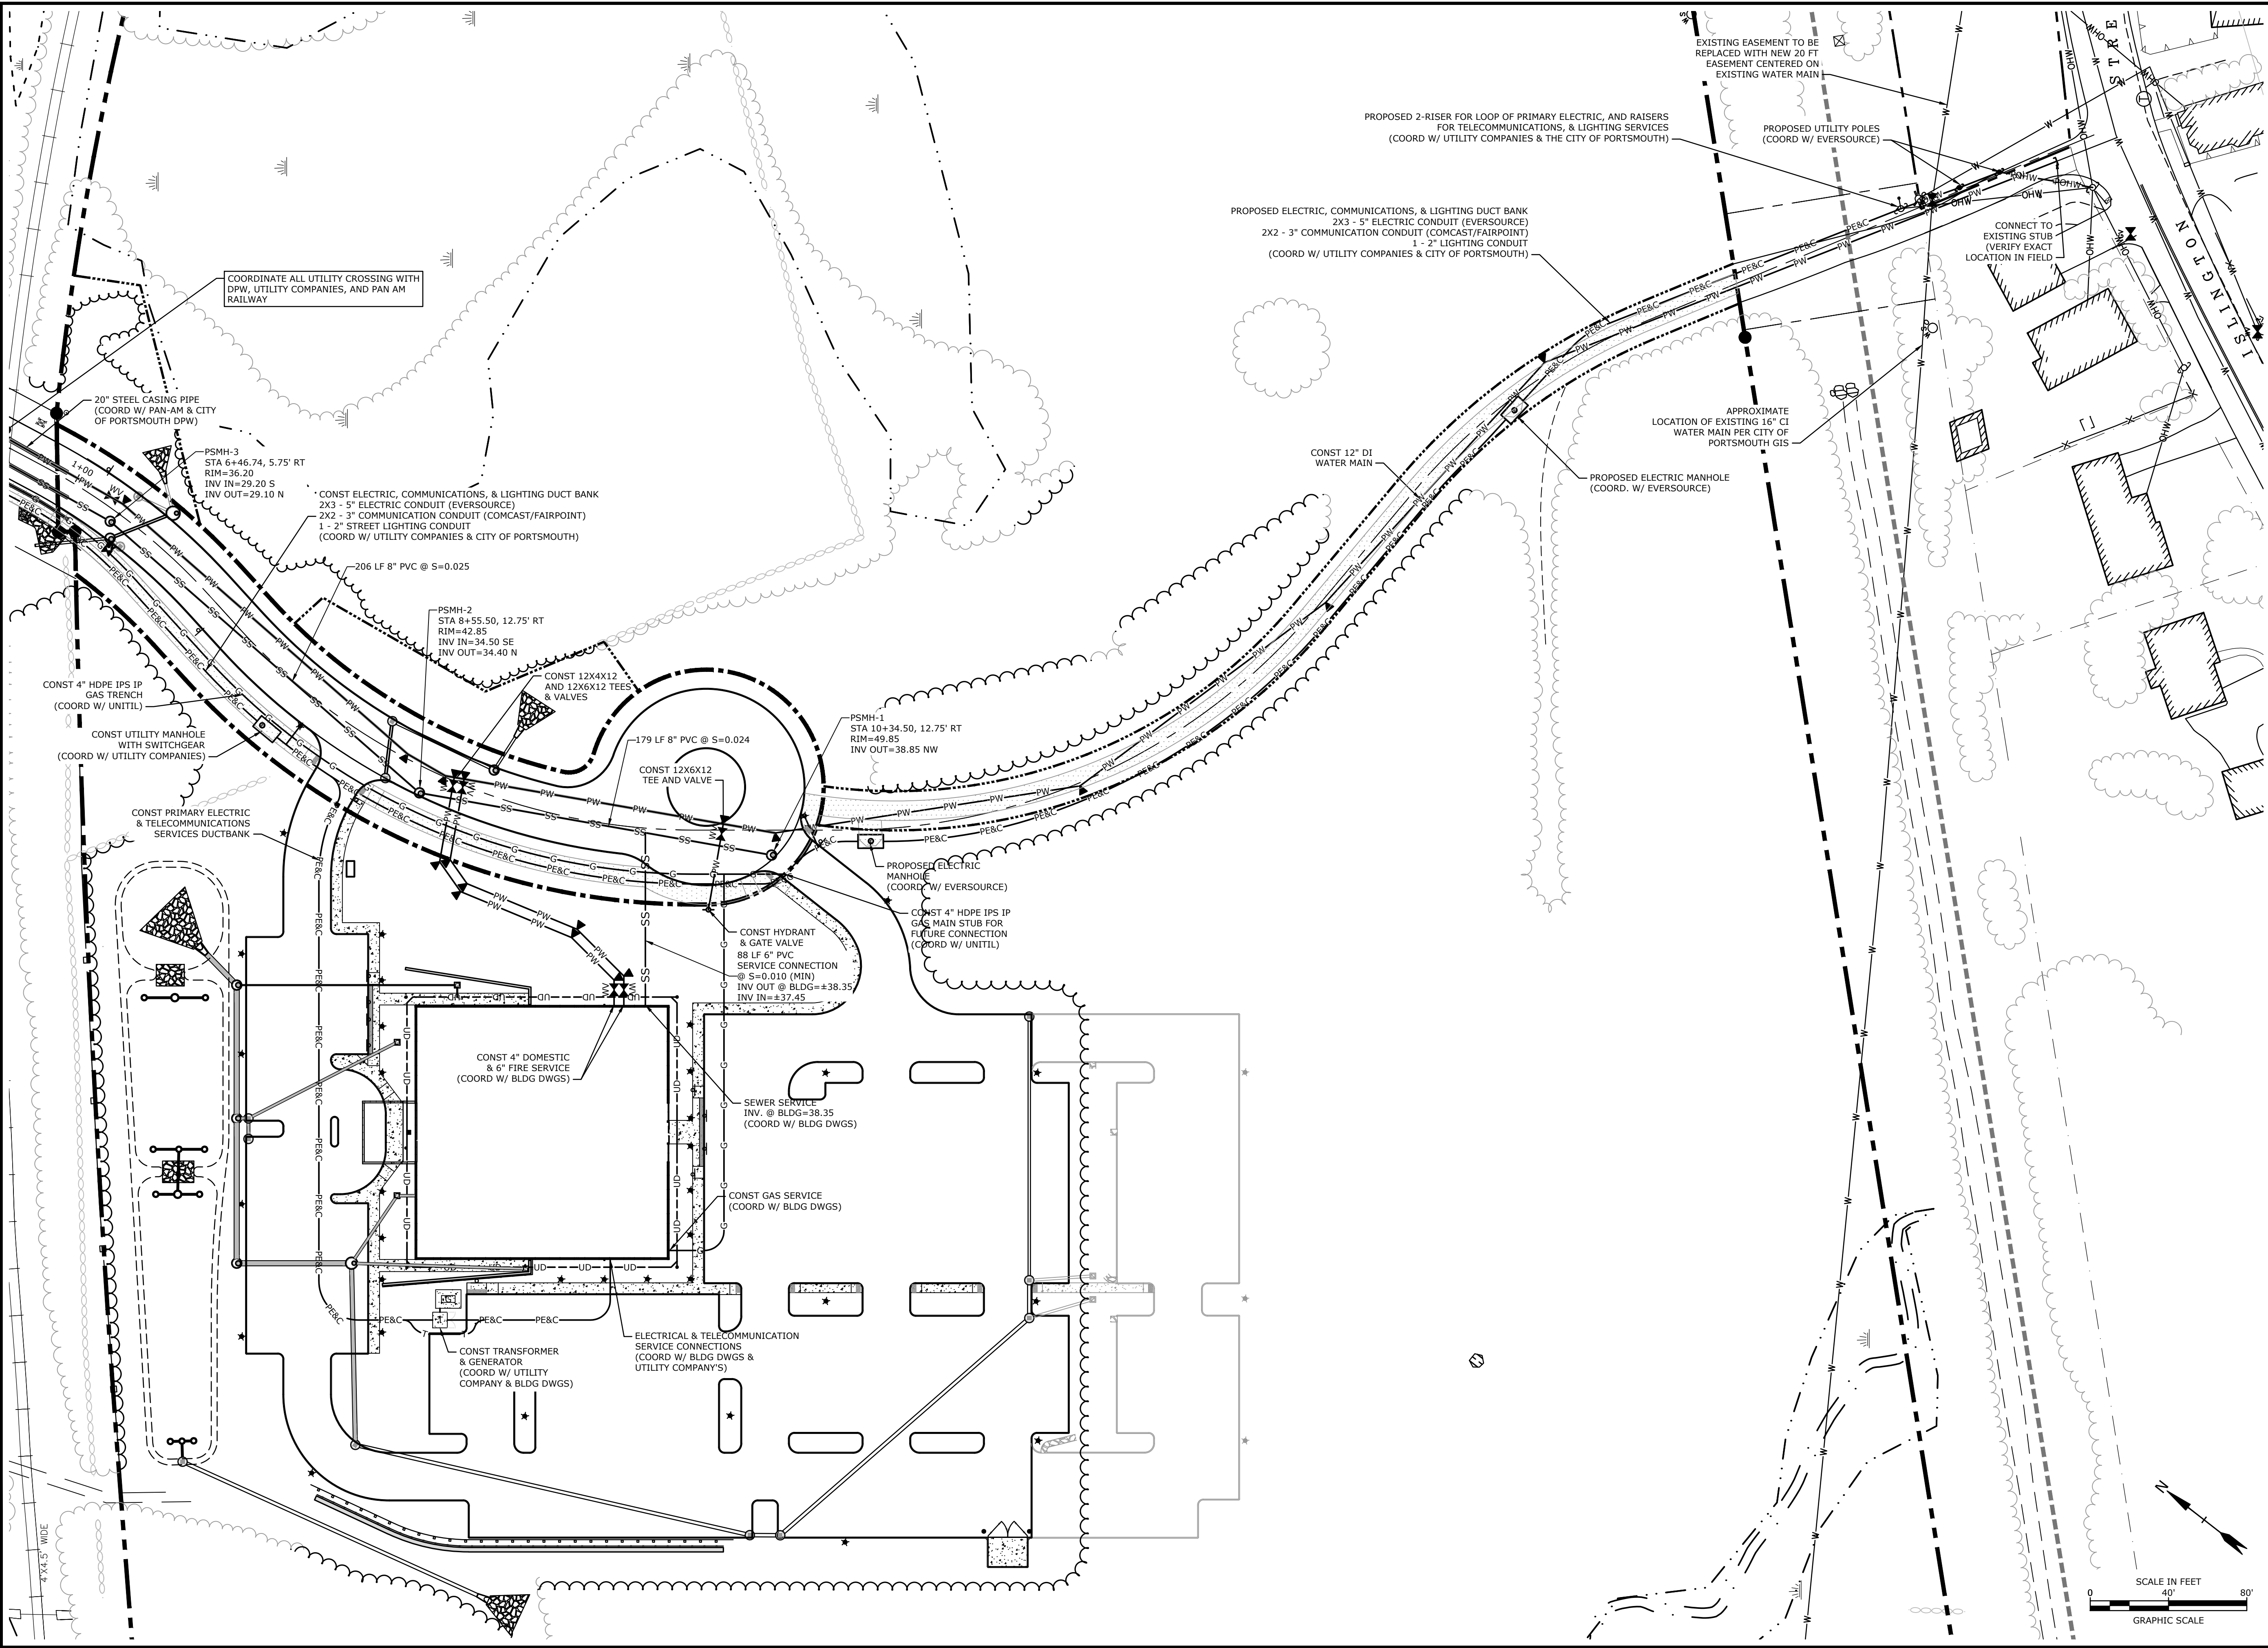 EXISTING EASEMENT TO BE
REPLACED WITH NEW 20 FT
EASEMENT CENTERED ON
EXISTING WATER MAIN
STRE
PROPOSED 2-RISER FOR LOOP OF PRIMARY ELECTRIC, AND RAISERS
FOR TELECOMMUNICATIONS, & LIGHTING SERVICES
(COORD W/ UTILITY COMPANIES & THE CITY OF PORTSMOUTH)
PROPOSED UTILITY POLES
(COORD W/ EVERSOURCE)
PROPOSED ELECTRIC, COMMUNICATIONS, & LIGHTING DUCT BANK
2X3 - 5" ELECTRIC CONDUIT (EVERSOURCE)
2X2 - 3" COMMUNICATION CONDUIT (COMCAST/FAIRPOINT)
1 - 2" LIGHTING CONDUIT
(COORD W/ UTILITY COMPANIES & CITY OF PORTSMOUTH)
CONNECT TO
EXISTING STUB
(VERIFY EXACT
LOCATION IN FIELD
ISLINGTON
COORDINATE ALL UTILITY CROSSING WITH
DPW, UTILITY COMPANIES, AND PAN AM
RAILWAY
20" STEEL CASING PIPE
(COORD W/ PAN-AM & CITY
OF PORTSMOUTH DPW)
1+00
PSMH-3
STA 6+46.74, 5.75' RT
RIM=36.20
INV IN=29.20 S
INV OUT=29.10 N
CONST ELECTRIC, COMMUNICATIONS, & LIGHTING DUCT BANK
2X3 - 5" ELECTRIC CONDUIT (EVERSOURCE)
2X2 - 3" COMMUNICATION CONDUIT (COMCAST/FAIRPOINT)
1 - 2" STREET LIGHTING CONDUIT
(COORD W/ UTILITY COMPANIES & CITY OF PORTSMOUTH)
APPROXIMATE
LOCATION OF EXISTING 16" CI
WATER MAIN PER CITY OF
PORTSMOUTH GIS
CONST 12" DI
WATER MAIN
PROPOSED ELECTRIC MANHOLE
(COORD. W/ EVERSOURCE)
206 LF 8" PVC @ S=0.025
PSMH-2
STA 8+55.50, 12.75' RT
RIM=42.85
INV IN=34.50 SE
INV OUT=34.40 N
CONST 4" HDPE IPS IP
GAS TRENCH
(COORD W/ UNITIL)
CONST UTILITY MANHOLE
WITH SWITCHGEAR
(COORD W/ UTILITY COMPANIES)
CONST 12X4X12
AND 12X6X12 TEES
& VALVES
179 LF 8" PVC @ S=0.024
PSMH-1
STA 10+34.50, 12.75' RT
RIM=49.85
INV OUT=38.85 NW
CONST 12X6X12
TEE AND VALVE
CONST PRIMARY ELECTRIC
& TELECOMMUNICATIONS
SERVICES DUCTBANK
PROPOSED ELECTRIC
MANHOLE
(COORD W/ EVERSOURCE)
CONST 4" HDPE IPS IP
GAS MAIN STUB FOR
FUTURE CONNECTION
(COORD W/ UNITIL)
CONST HYDRANT
& GATE VALVE
88 LF 6" PVC
SERVICE CONNECTION
@ S=0.010 (MIN)
INV OUT @ BLDG=±38.35
INV IN=±37.45
CONST 4" DOMESTIC
& 6" FIRE SERVICE
(COORD W/ BLDG DWGS)
SEWER SERVICE
INV. @ BLDG=38.35
(COORD W/ BLDG DWGS)
CONST GAS SERVICE
(COORD W/ BLDG DWGS)
ELECTRICAL & TELECOMMUNICATION
SERVICE CONNECTIONS
(COORD W/ BLDG DWGS &
UTILITY COMPANY'S)
CONST TRANSFORMER
& GENERATOR
(COORD W/ UTILITY
COMPANY & BLDG DWGS)
4'X4.5' WIDE
N
SCALE IN FEET
0 40' 80'
GRAPHIC SCALE